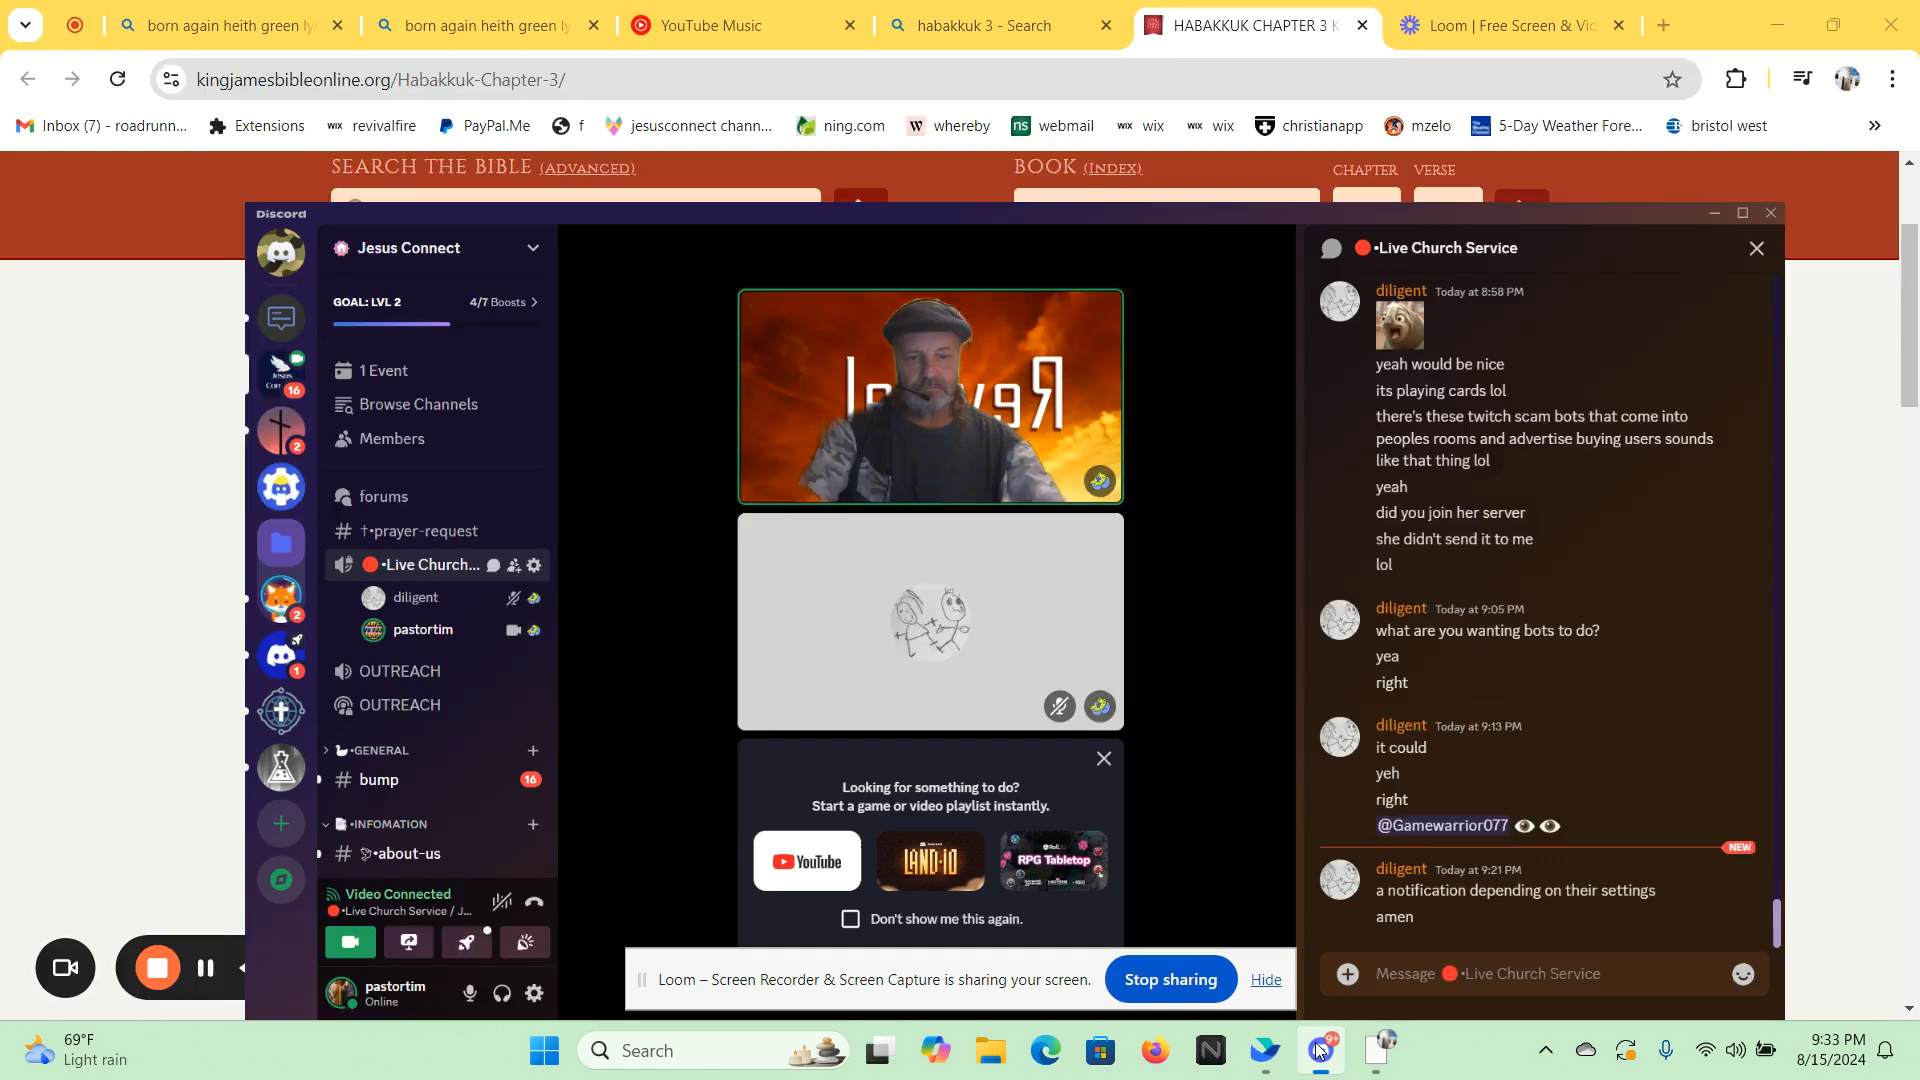 born again heith green ly
born again heith green ly
YouTube Music
habakkuk 3 - Search
HABAKKUK CHAPTER 3 K
Loom | Free Screen & Vid
kingjamesbibleonline.org/Habakkuk-Chapter-3/
Inbox (7) - roadrunn...
Extensions
WIX revivalfire
PayPal.Me
f
jesusconnect chann...
ning.com
W whereby
ns webmail
WIX wix
WIX wix
christianapp
mzelo
5-Day Weather Fore...
bristol west
SEARCH THE BIBLE (ADVANCED)
BOOK (INDEX)
CHAPTER
VERSE
Discord
Jesus Connect
GOAL: LVL 2
4/7 Boosts
1 Event
Browse Channels
Members
forums
†•prayer-request
•Live Church...
diligent
pastortim
OUTREACH
OUTREACH
•GENERAL
bump
16
•INFOMATION
•about-us
Video Connected
•Live Church Service / J...
pastortim
Online
16
2
2
1
Looking for something to do?
Start a game or video playlist instantly.
YouTube
LAND·IO
RPG Tabletop
Don't show me this again.
Loom – Screen Recorder & Screen Capture is sharing your screen.
Stop sharing
Hide
•Live Church Service
diligent Today at 8:58 PM
yeah would be nice
its playing cards lol
there's these twitch scam bots that come into
peoples rooms and advertise buying users sounds
like that thing lol
yeah
did you join her server
she didn't send it to me
lol
diligent Today at 9:05 PM
what are you wanting bots to do?
yea
right
diligent Today at 9:13 PM
it could
yeh
right
@Gamewarrior077
NEW
diligent Today at 9:21 PM
a notification depending on their settings
amen
Message •Live Church Service
69°F
Light rain
Search
9+
9:33 PM
8/15/2024